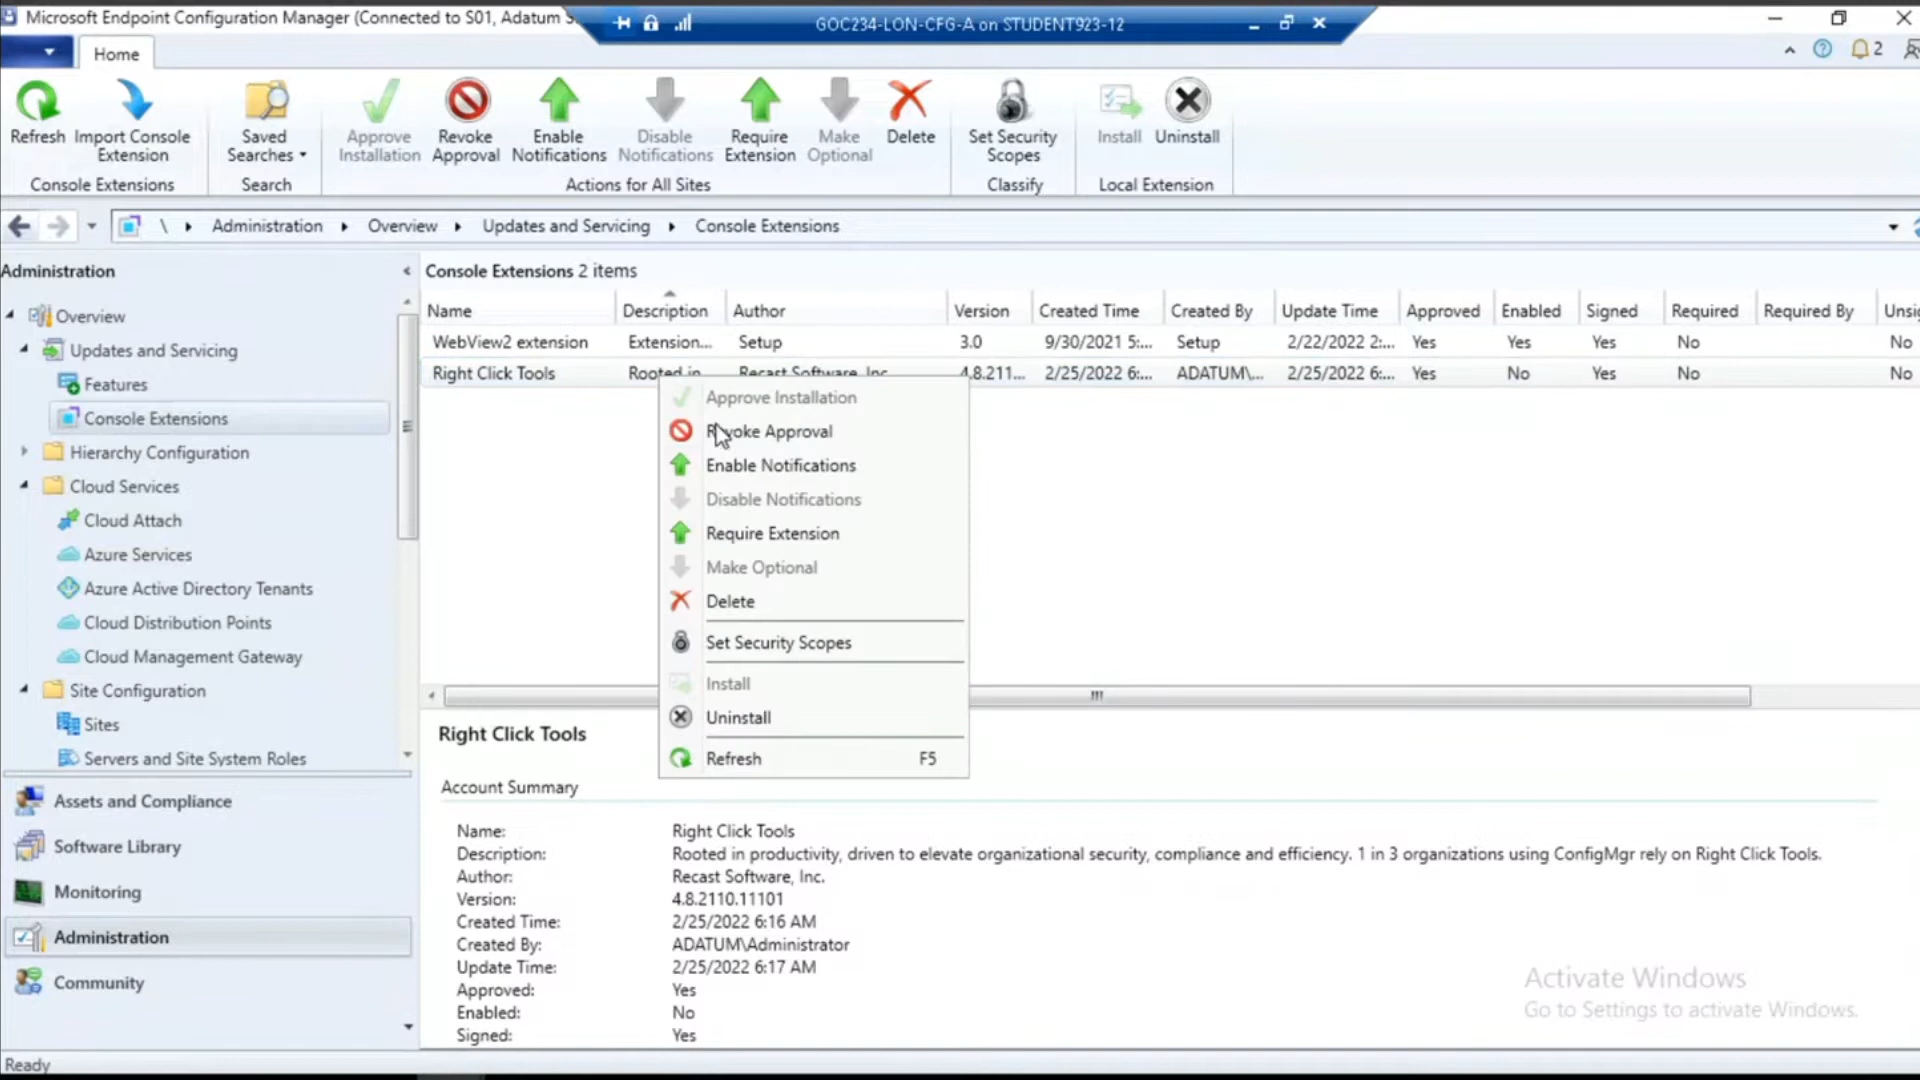 Microsoft Endpoint Configuration Manager (Connected to S01, Adatum S
GOC234-LON-CFG-A on STUDENT923-12
Home
2
Refresh
Import Console Extension
Console Extensions
Saved Searches
Search
Approve Installation
Revoke Approval
Enable Notifications
Disable Notifications
Require Extension
Make Optional
Delete
Actions for All Sites
Set Security Scopes
Classify
Install
Uninstall
Local Extension
\ Administration Overview Updates and Servicing Console Extensions
Administration
Overview
Updates and Servicing
Features
Console Extensions
Hierarchy Configuration
Cloud Services
Cloud Attach
Azure Services
Azure Active Directory Tenants
Cloud Distribution Points
Cloud Management Gateway
Site Configuration
Sites
Servers and Site System Roles
Assets and Compliance
Software Library
Monitoring
Administration
Community
Console Extensions 2 items
Name Description Author Version Created Time Created By Update Time Approved Enabled Signed Required Required By Unsig
WebView2 extension Extension... Setup 3.0 9/30/2021 5:... Setup 2/22/2022 2:... Yes Yes Yes No No
Right Click Tools Rooted in Recast Software, Inc. 4.8.211... 2/25/2022 6:... ADATUM\... 2/25/2022 6:... Yes No Yes No No
Approve Installation
Revoke Approval
Enable Notifications
Disable Notifications
Require Extension
Make Optional
Delete
Set Security Scopes
Install
Uninstall
Refresh F5
Right Click Tools
Account Summary
Name: Right Click Tools
Description: Rooted in productivity, driven to elevate organizational security, compliance and efficiency. 1 in 3 organizations using ConfigMgr rely on Right Click Tools.
Author: Recast Software, Inc.
Version: 4.8.2110.11101
Created Time: 2/25/2022 6:16 AM
Created By: ADATUM\Administrator
Update Time: 2/25/2022 6:17 AM
Approved: Yes
Enabled: No
Signed: Yes
Activate Windows
Go to Settings to activate Windows.
Ready